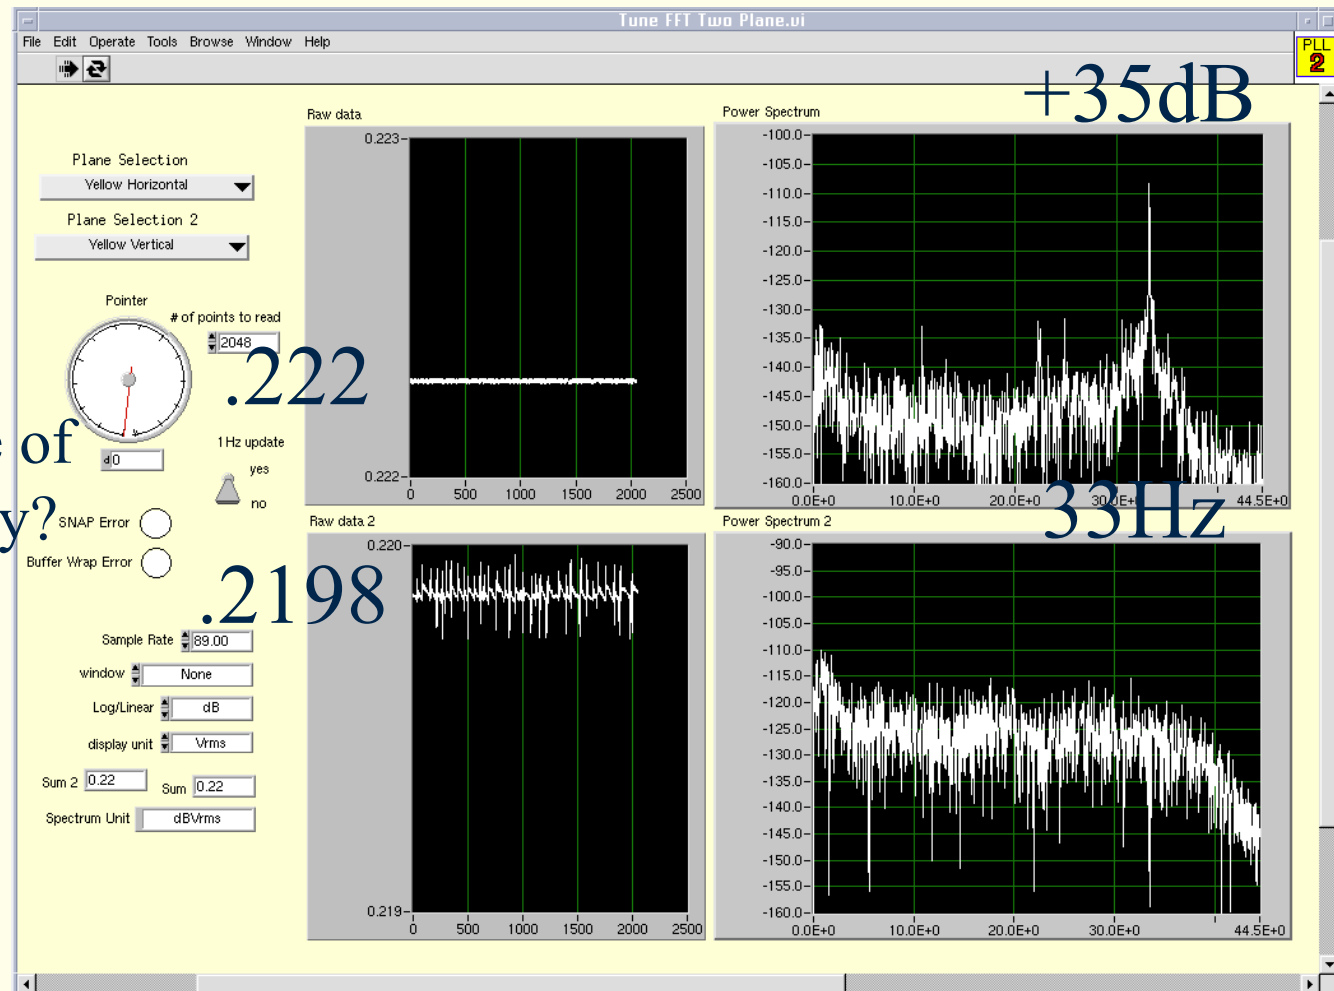 Tune FFT Two Plane.vi
File Edit Operate Tools Browse Window Help
PLL
2
+35dB
Plane Selection
Yellow Horizontal
Plane Selection 2
Yellow Vertical
Pointer
# of points to read
2048
.222
of
0
1Hz update
yes
no
y?
SNAP Error
Buffer Wrap Error
.2198
Sample Rate 89.00
window None
Log/Linear dB
display unit Vrms
Sum 2 0.22 Sum 0.22
Spectrum Unit dBVrms
Raw data
0.223
0.222
0 500 1000 1500 2000 2500
Power Spectrum
-100.0
-105.0
-110.0
-115.0
-120.0
-125.0
-130.0
-135.0
-140.0
-145.0
-150.0
-155.0
-160.0
0.0E+0 10.0E+0 20.0E+0 30.0E+0 44.5E+0
33Hz
Raw data 2
0.220
0.219
0 500 1000 1500 2000 2500
Power Spectrum 2
-90.0
-95.0
-100.0
-105.0
-110.0
-115.0
-120.0
-125.0
-130.0
-135.0
-140.0
-145.0
-150.0
-155.0
-160.0
0.0E+0 10.0E+0 20.0E+0 30.0E+0 44.5E+0